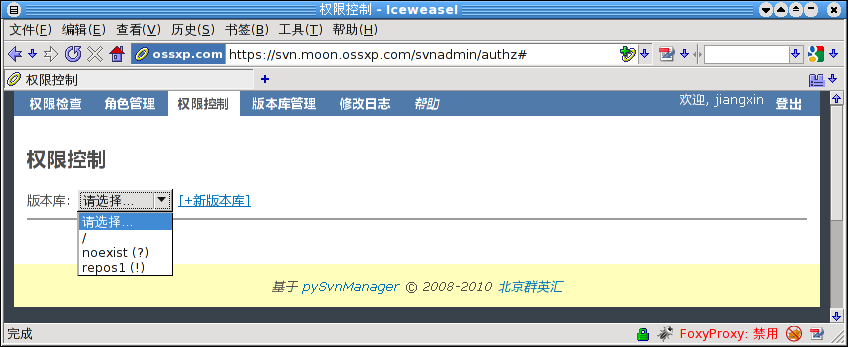 权限控制 - Iceweasel
文件(F) 编辑(E) 查看(V) 历史(S) 书签(B) 工具(T) 帮助(H)
ossxp.com https://svn.moon.ossxp.com/svnadmin/authz#
权限控制 +
权限检查 角色管理 权限控制 版本库管理 修改日志 帮助 欢迎, jiangxin 登出
权限控制
版本库: 请选择... [+新版本库]
请选择...
/
noexist (?)
repos1 (!)
基于 pySvnManager © 2008-2010 北京群英汇
完成 FoxyProxy: 禁用